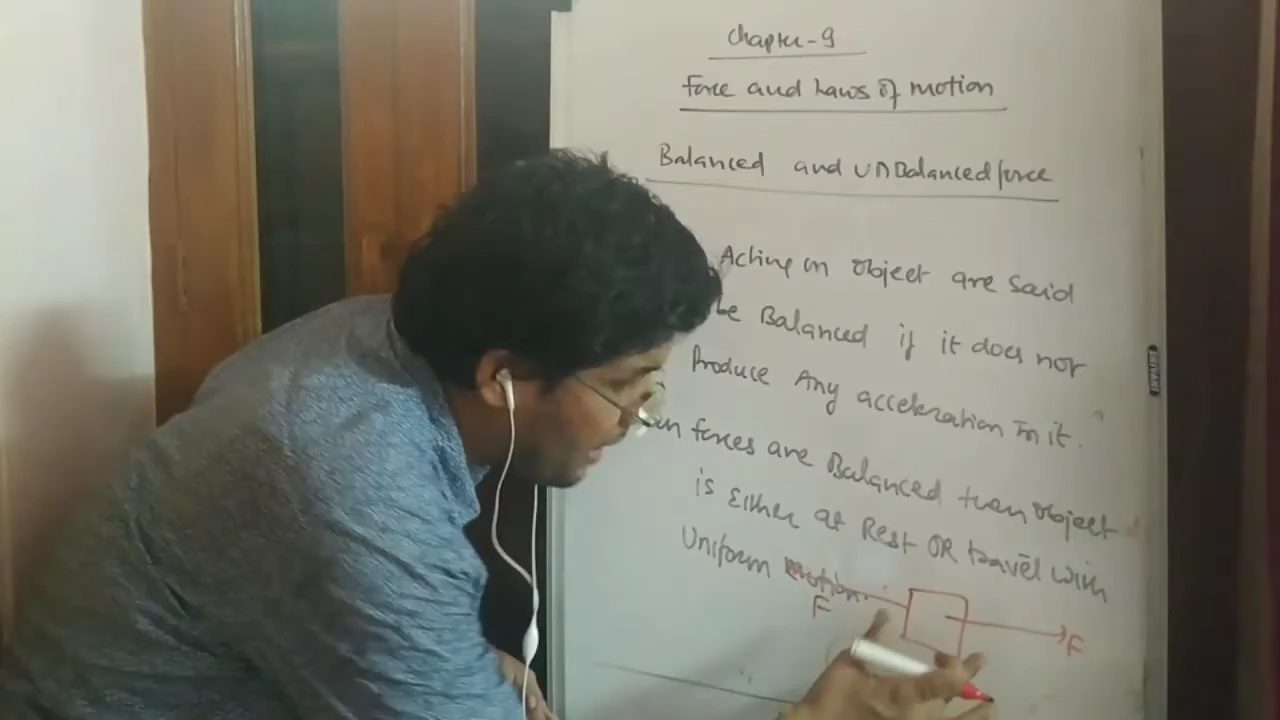 Chapter-9
Force and Laws of motion
Balanced and unBalanced force
Acting on object are said
be Balanced if it does not
Produce Any acceleration in it.
forces are Balanced then object
is Either at Rest OR travel with
Uniform motion.
F
F